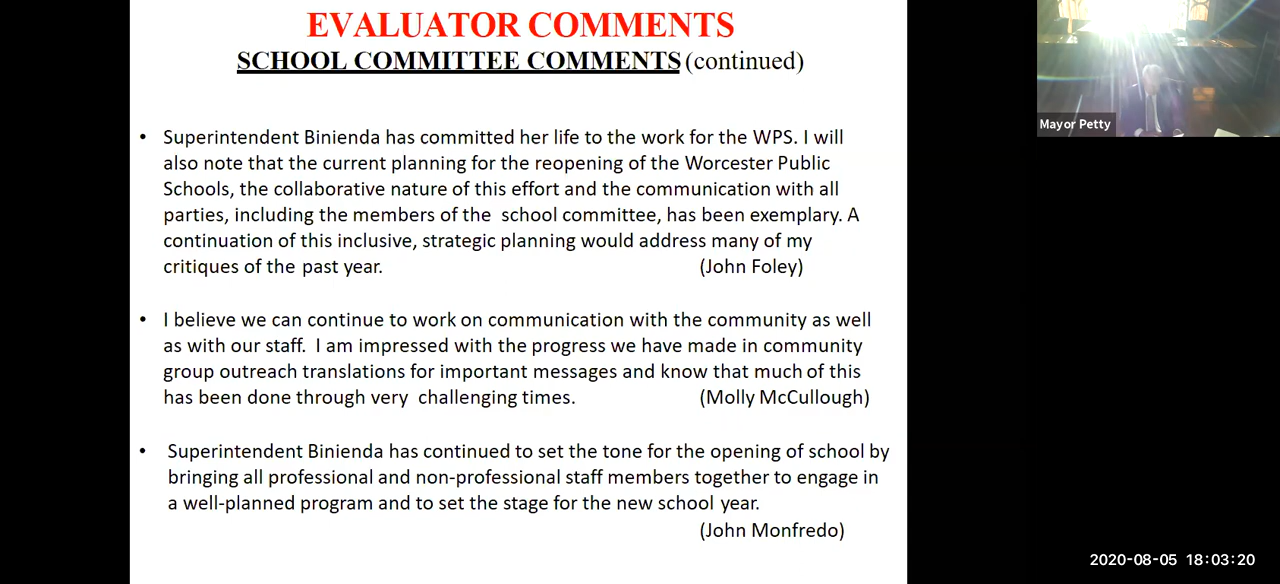 EVALUATOR COMMENTS
SCHOOL COMMITTEE COMMENTS (continued)
• Superintendent Binienda has committed her life to the work for the WPS. I will
also note that the current planning for the reopening of the Worcester Public
Schools, the collaborative nature of this effort and the communication with all
parties, including the members of the school committee, has been exemplary. A
continuation of this inclusive, strategic planning would address many of my
critiques of the past year. (John Foley)
• I believe we can continue to work on communication with the community as well
as with our staff. I am impressed with the progress we have made in community
group outreach translations for important messages and know that much of this
has been done through very challenging times. (Molly McCullough)
• Superintendent Binienda has continued to set the tone for the opening of school by
bringing all professional and non-professional staff members together to engage in
a well-planned program and to set the stage for the new school year.
(John Monfredo)
Mayor Petty
2020-08-05 18:03:20